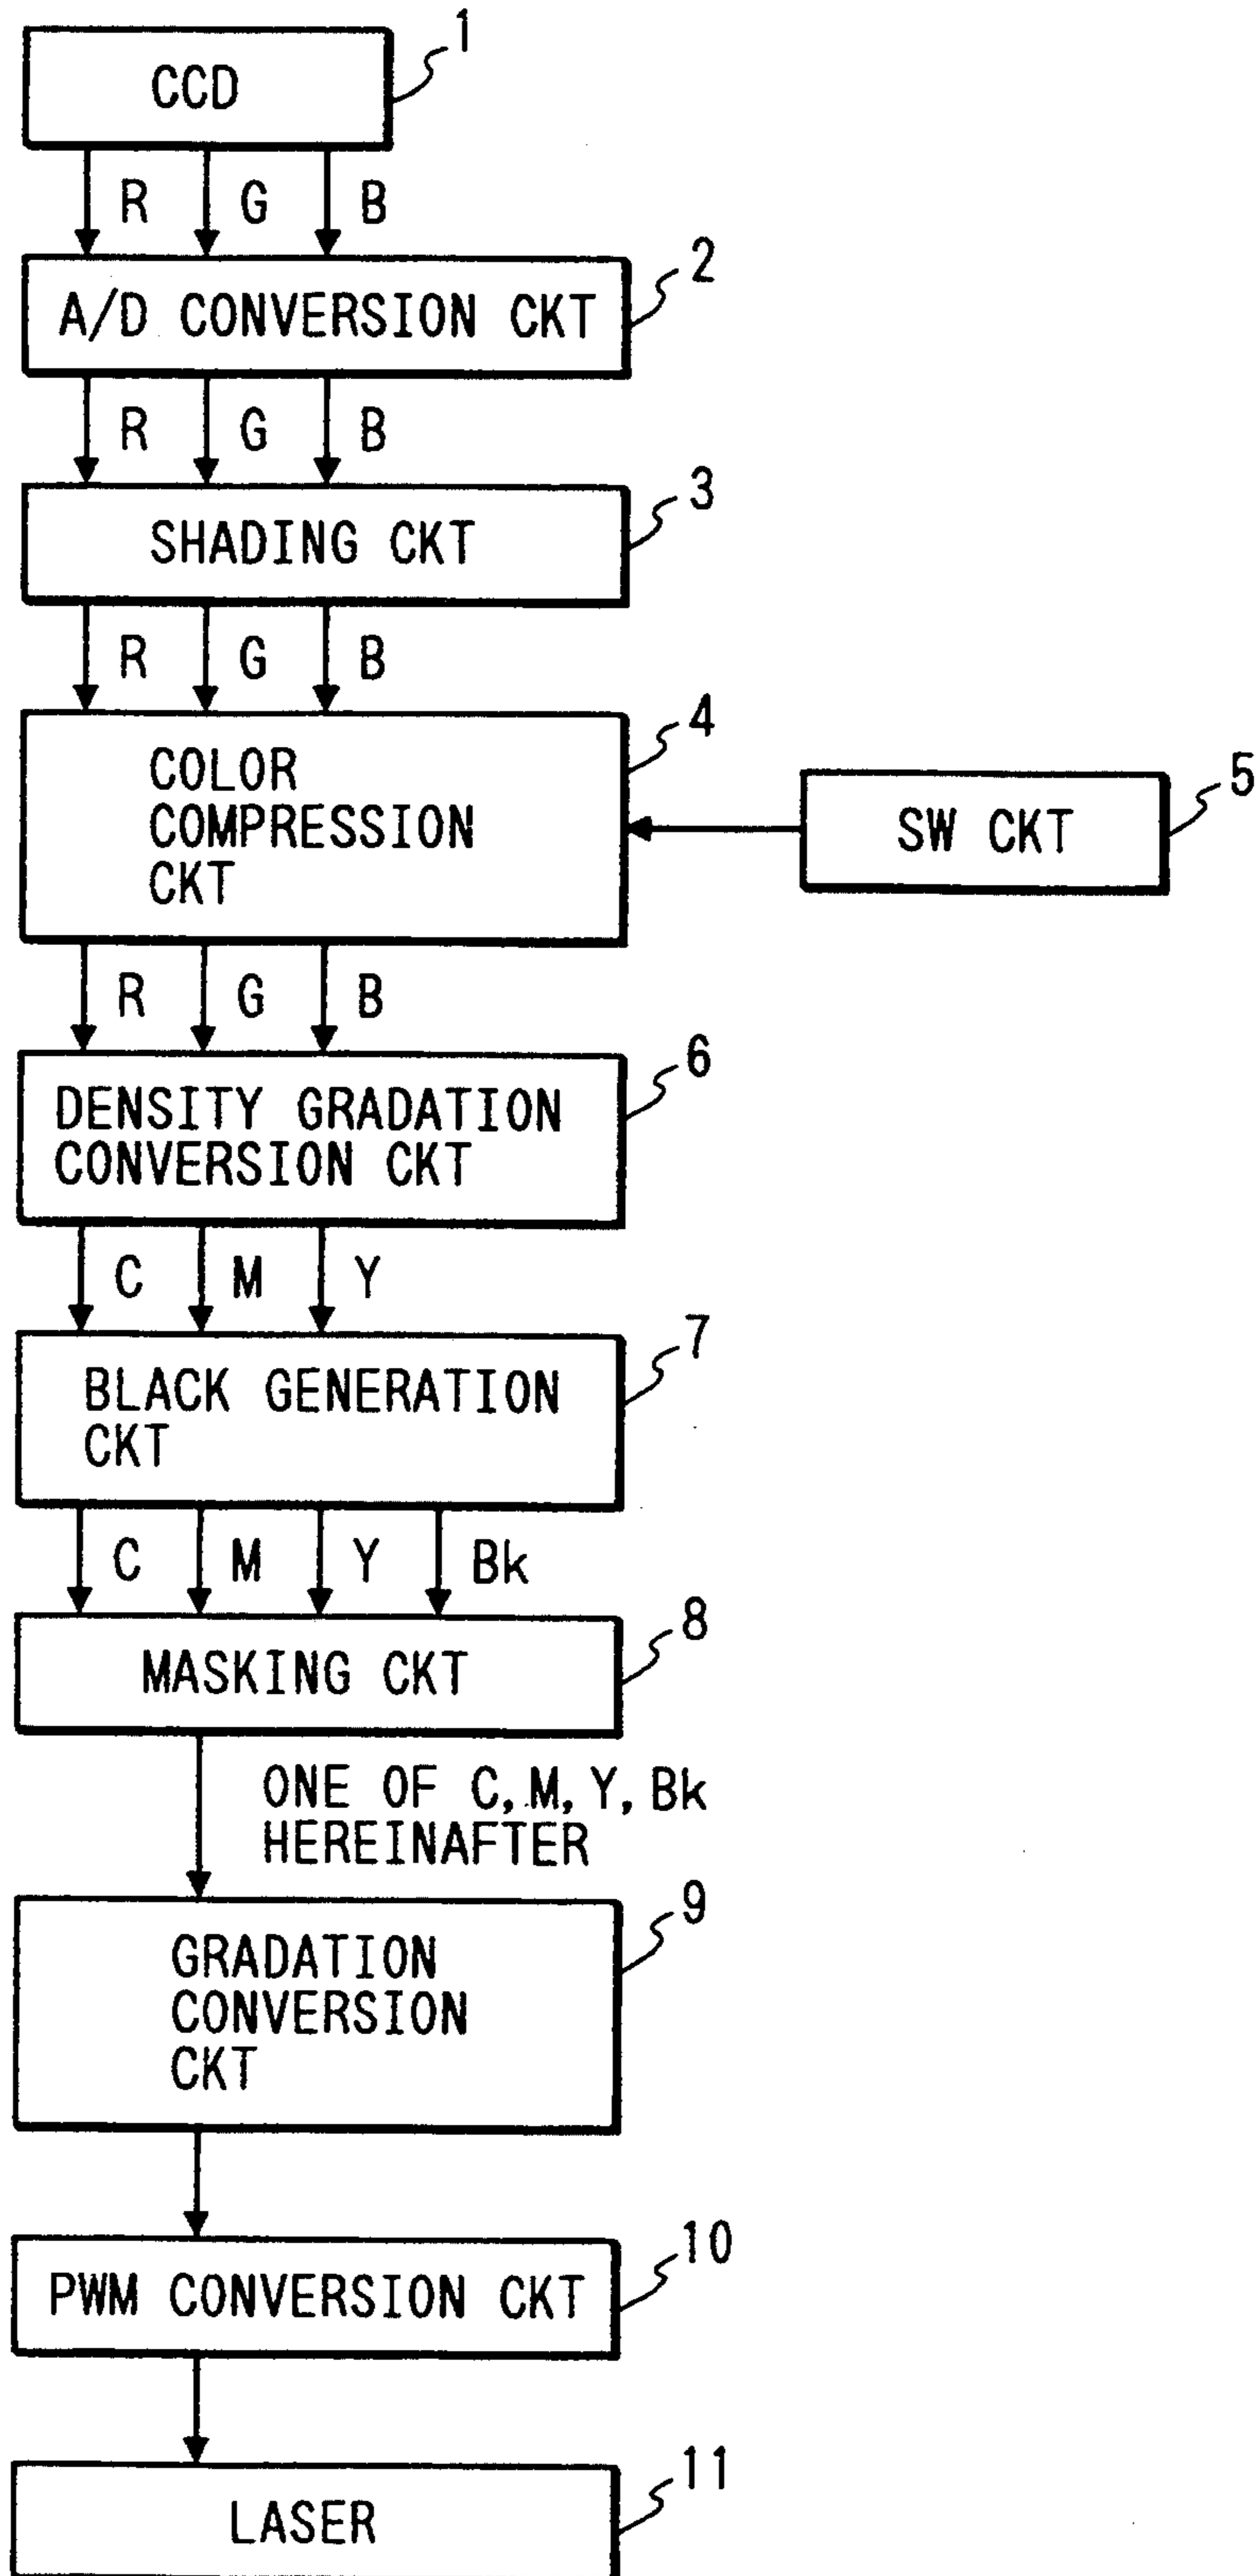 CCD
1
R G B
A/D CONVERSION CKT
2
R G B
SHADING CKT
3
R G B
COLOR
COMPRESSION
CKT
4
SW CKT
5
R G B
DENSITY GRADATION
CONVERSION CKT
6
C M Y
BLACK GENERATION
CKT
7
C M Y Bk
MASKING CKT
8
ONE OF C, M, Y, Bk
HEREINAFTER
GRADATION
CONVERSION
CKT
9
PWM CONVERSION CKT
10
LASER
11